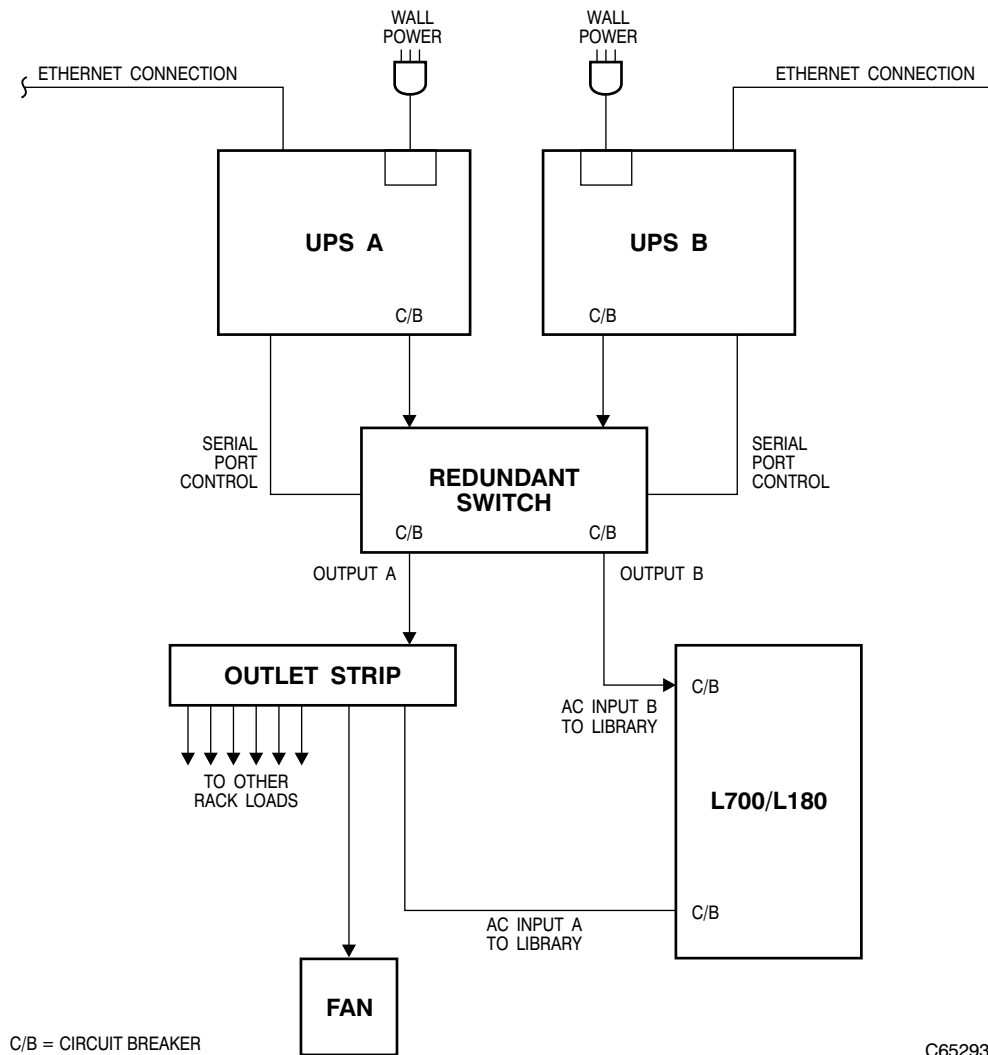 WALL
POWER
WALL
POWER
ETHERNET CONNECTION
ETHERNET CONNECTION
UPS A
UPS B
C/B
C/B
SERIAL
PORT
CONTROL
REDUNDANT
SWITCH
SERIAL
PORT
CONTROL
C/B
C/B
OUTPUT A
OUTPUT B
OUTLET STRIP
C/B
AC INPUT B
TO LIBRARY
TO OTHER
RACK LOADS
L700/L180
C/B
AC INPUT A
TO LIBRARY
FAN
C/B = CIRCUIT BREAKER
C65293